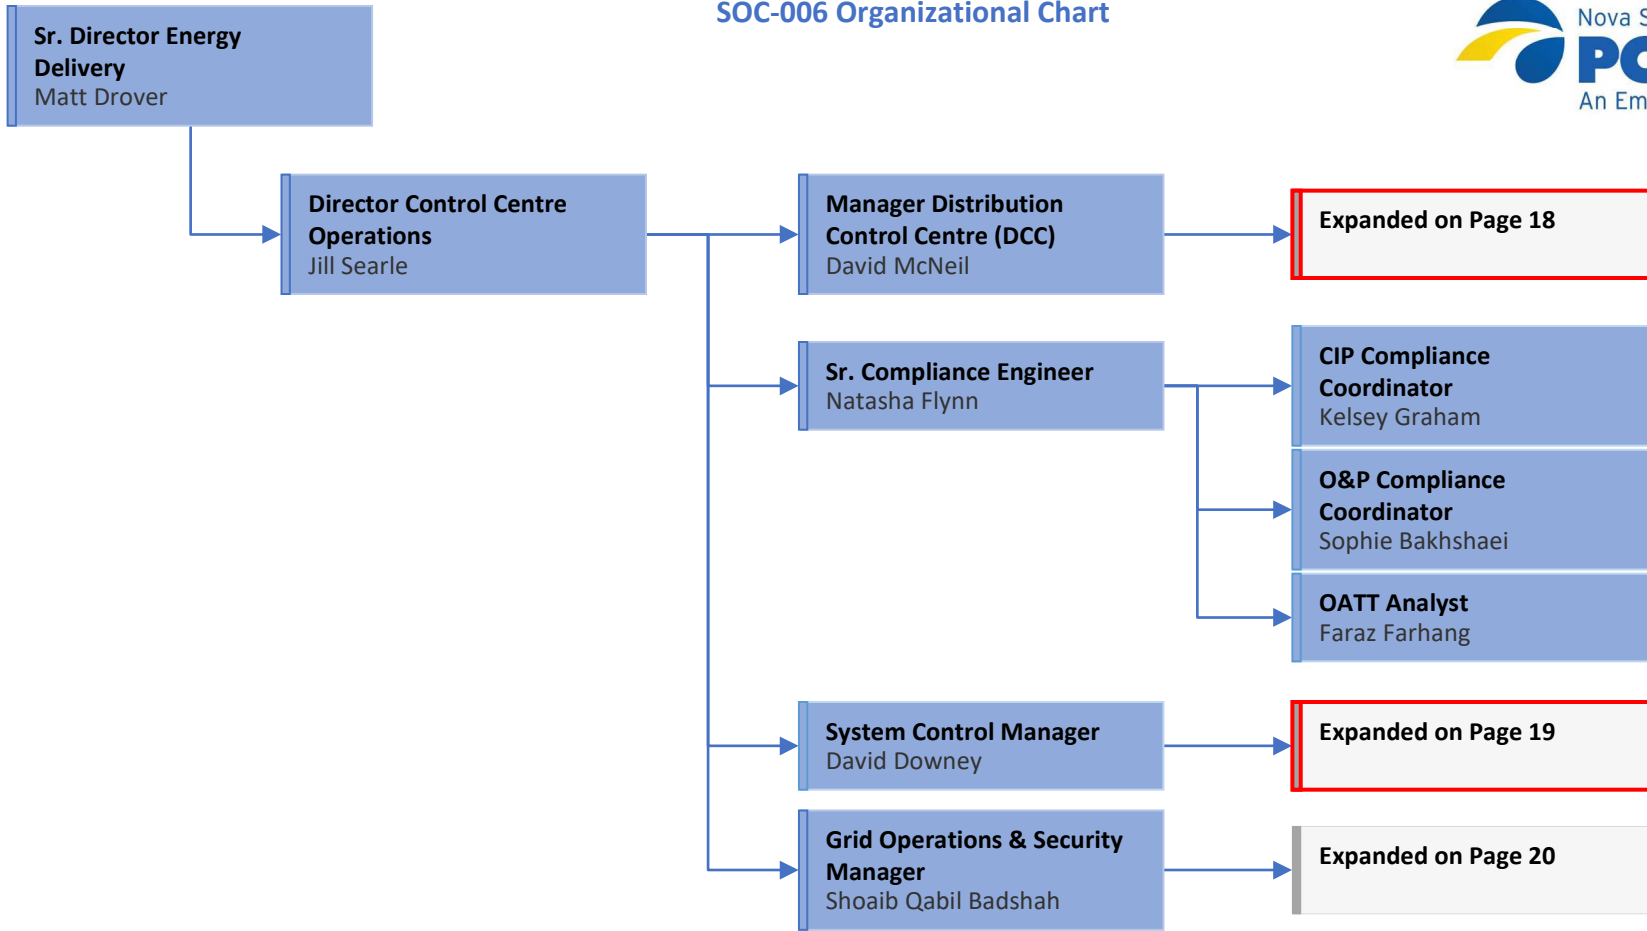 SOC-006 Organizational Chart
Nova S
PO
An Em
Sr. Director Energy
Delivery
Matt Drover
Director Control Centre
Operations
Jill Searle
Manager Distribution
Control Centre (DCC)
David McNeil
Expanded on Page 18
Sr. Compliance Engineer
Natasha Flynn
CIP Compliance
Coordinator
Kelsey Graham
O&P Compliance
Coordinator
Sophie Bakhshaei
OATT Analyst
Faraz Farhang
System Control Manager
David Downey
Expanded on Page 19
Grid Operations & Security
Manager
Shoaib Qabil Badshah
Expanded on Page 20